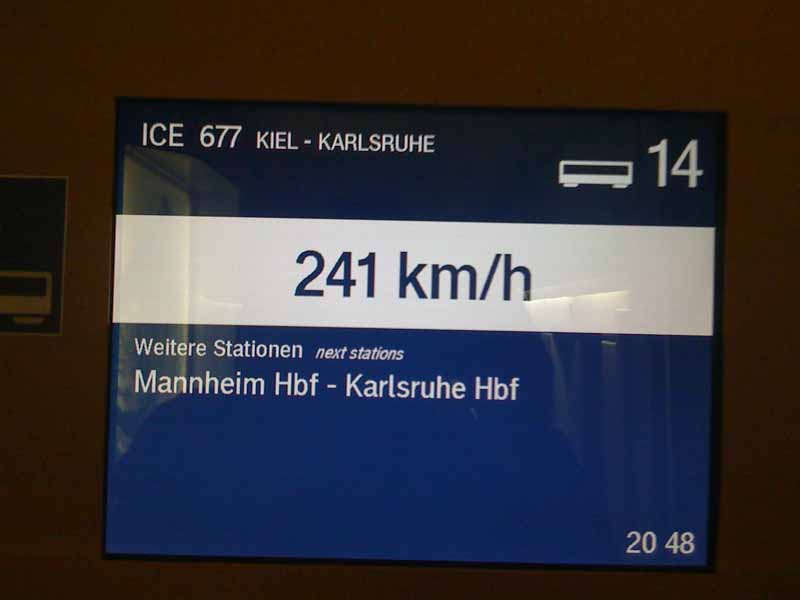 ICE 677 KIEL - KARLSRUHE
14
241 km/h
Weitere Stationen next stations
Mannheim Hbf - Karlsruhe Hbf
20 48